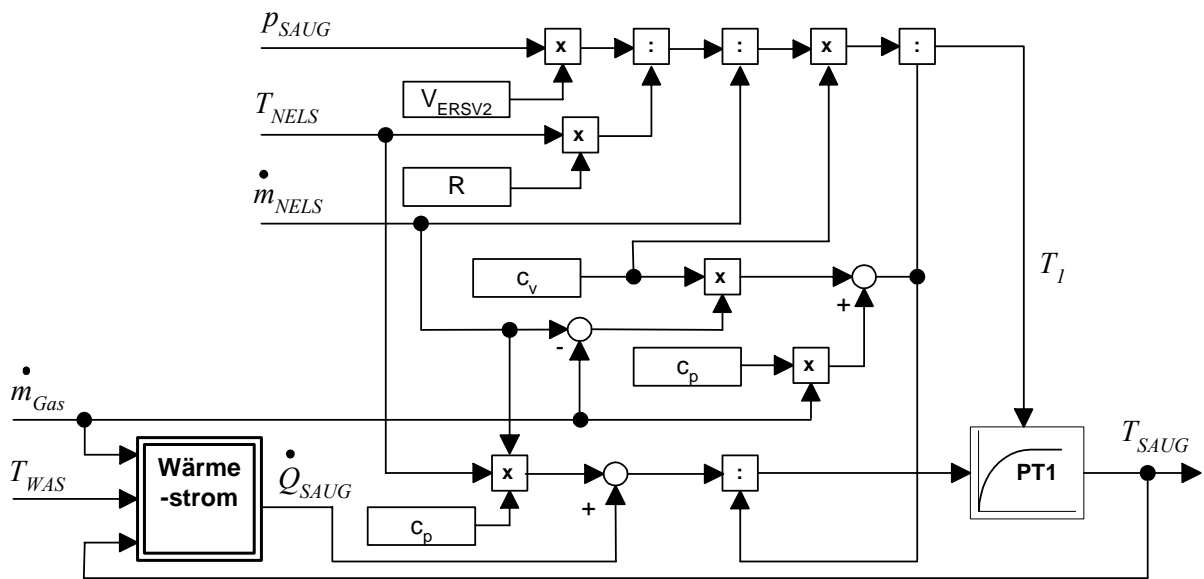 p_SAUG
x : : x :
V_ERSV2
T_NELS
x
R
ṁ_NELS
c_v x
+
T_1
-
c_p x
ṁ_Gas
T_SAUG
Wärme
-strom
T_WAS
Q̇_SAUG
x
+
:
PT1
c_p